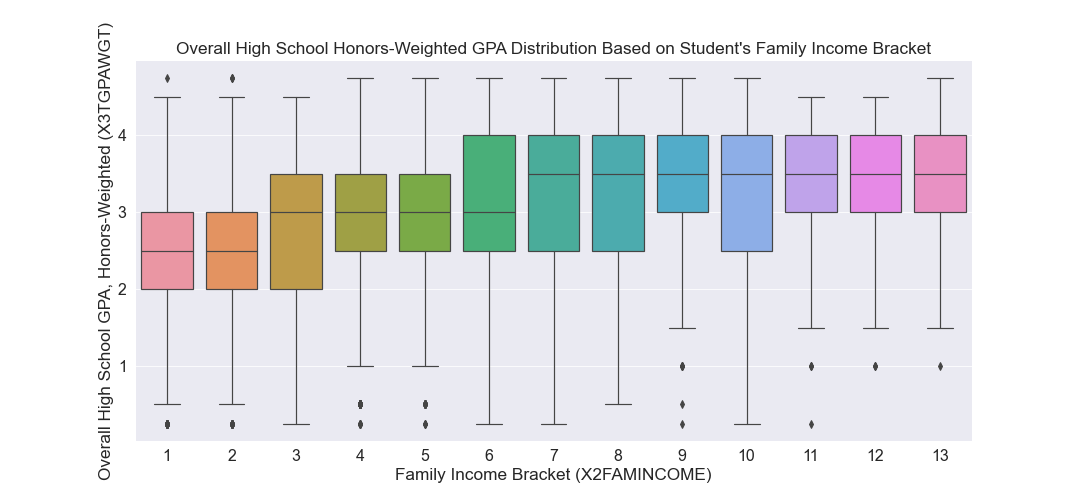 Overall High School Honors-Weighted GPA Distribution Based on Student's Family Income Bracket
Overall High School GPA, Honors-Weighted (X3TGPAWGT)
4
3
2
1
1 2 3 4 5 6 7 8 9 10 11 12 13
Family Income Bracket (X2FAMINCOME)